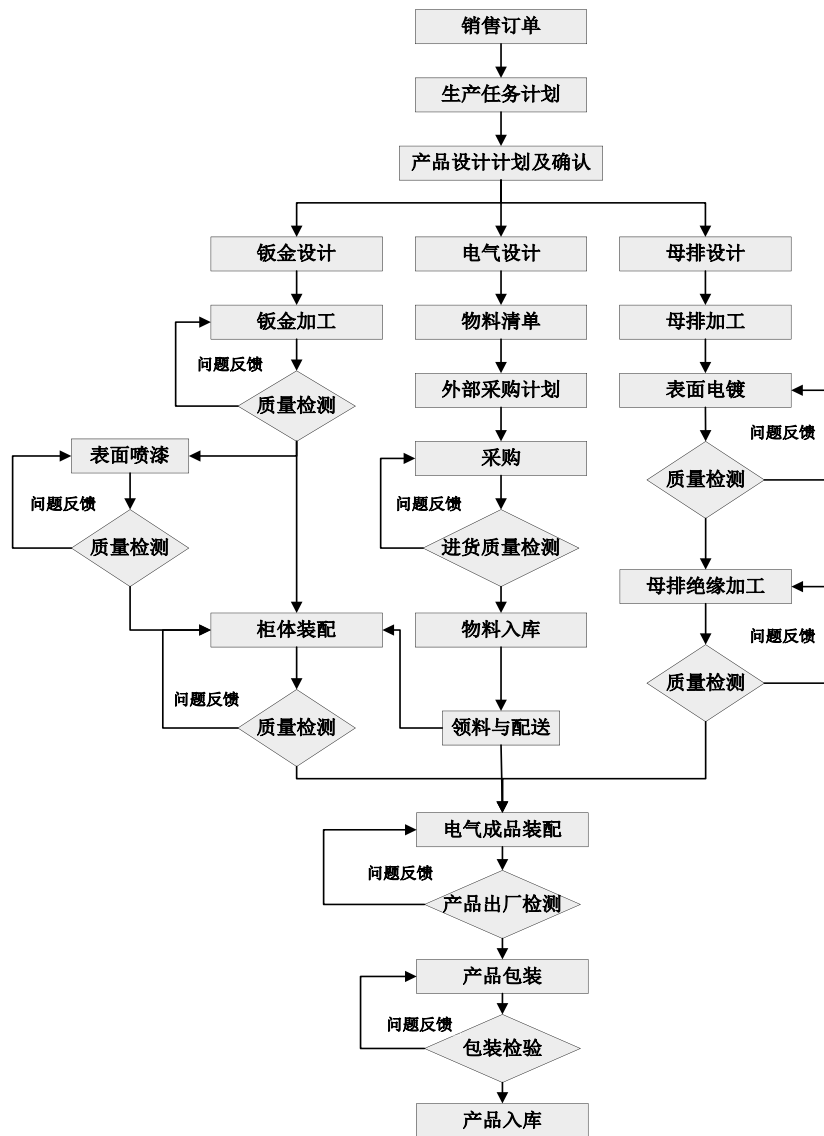 销售订单
生产任务计划
产品设计计划及确认
钣金设计
电气设计
母排设计
钣金加工
物料清单
母排加工
问题反馈
质量检测
外部采购计划
表面电镀
问题反馈
表面喷漆
采购
质量检测
问题反馈
问题反馈
质量检测
进货质量检测
母排绝缘加工
柜体装配
物料入库
问题反馈
质量检测
问题反馈
质量检测
领料与配送
电气成品装配
问题反馈
产品出厂检测
产品包装
问题反馈
包装检验
产品入库